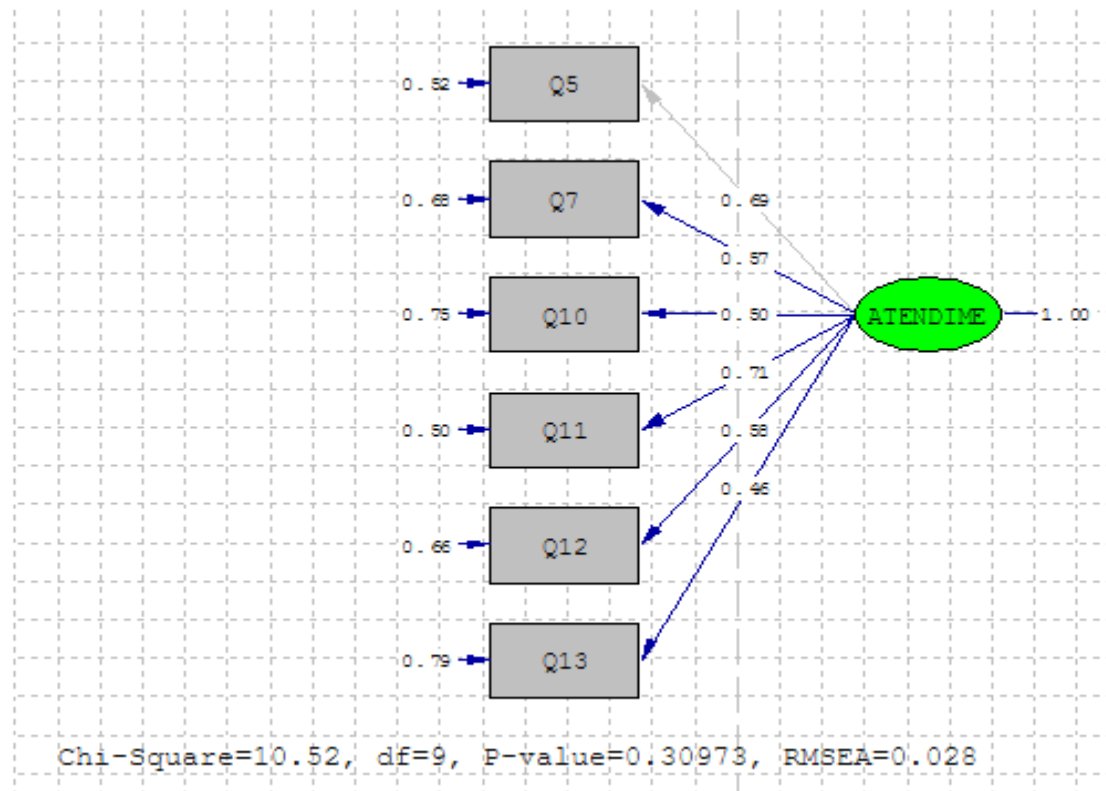 0.52 Q5
0.68 Q7 0.69
0.57
0.75 Q10 0.50 ATENDIME 1.00
0.71
0.50 Q11 0.58
0.46
0.66 Q12
0.79 Q13
Chi-Square=10.52, df=9, P-value=0.30973, RMSEA=0.028